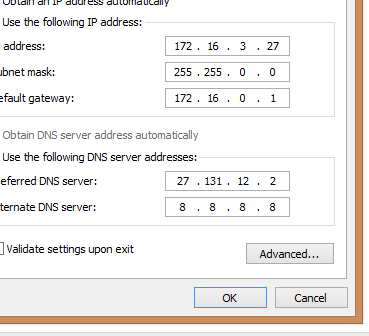 Obtain an IP address automatically
Use the following IP address:
address: 172 . 16 . 3 . 27
ubnet mask: 255 . 255 . 0 . 0
efault gateway: 172 . 16 . 0 . 1
Obtain DNS server address automatically
Use the following DNS server addresses:
eferred DNS server: 27 . 131 . 12 . 2
ternate DNS server: 8 . 8 . 8 . 8
Validate settings upon exit
Advanced...
OK Cancel